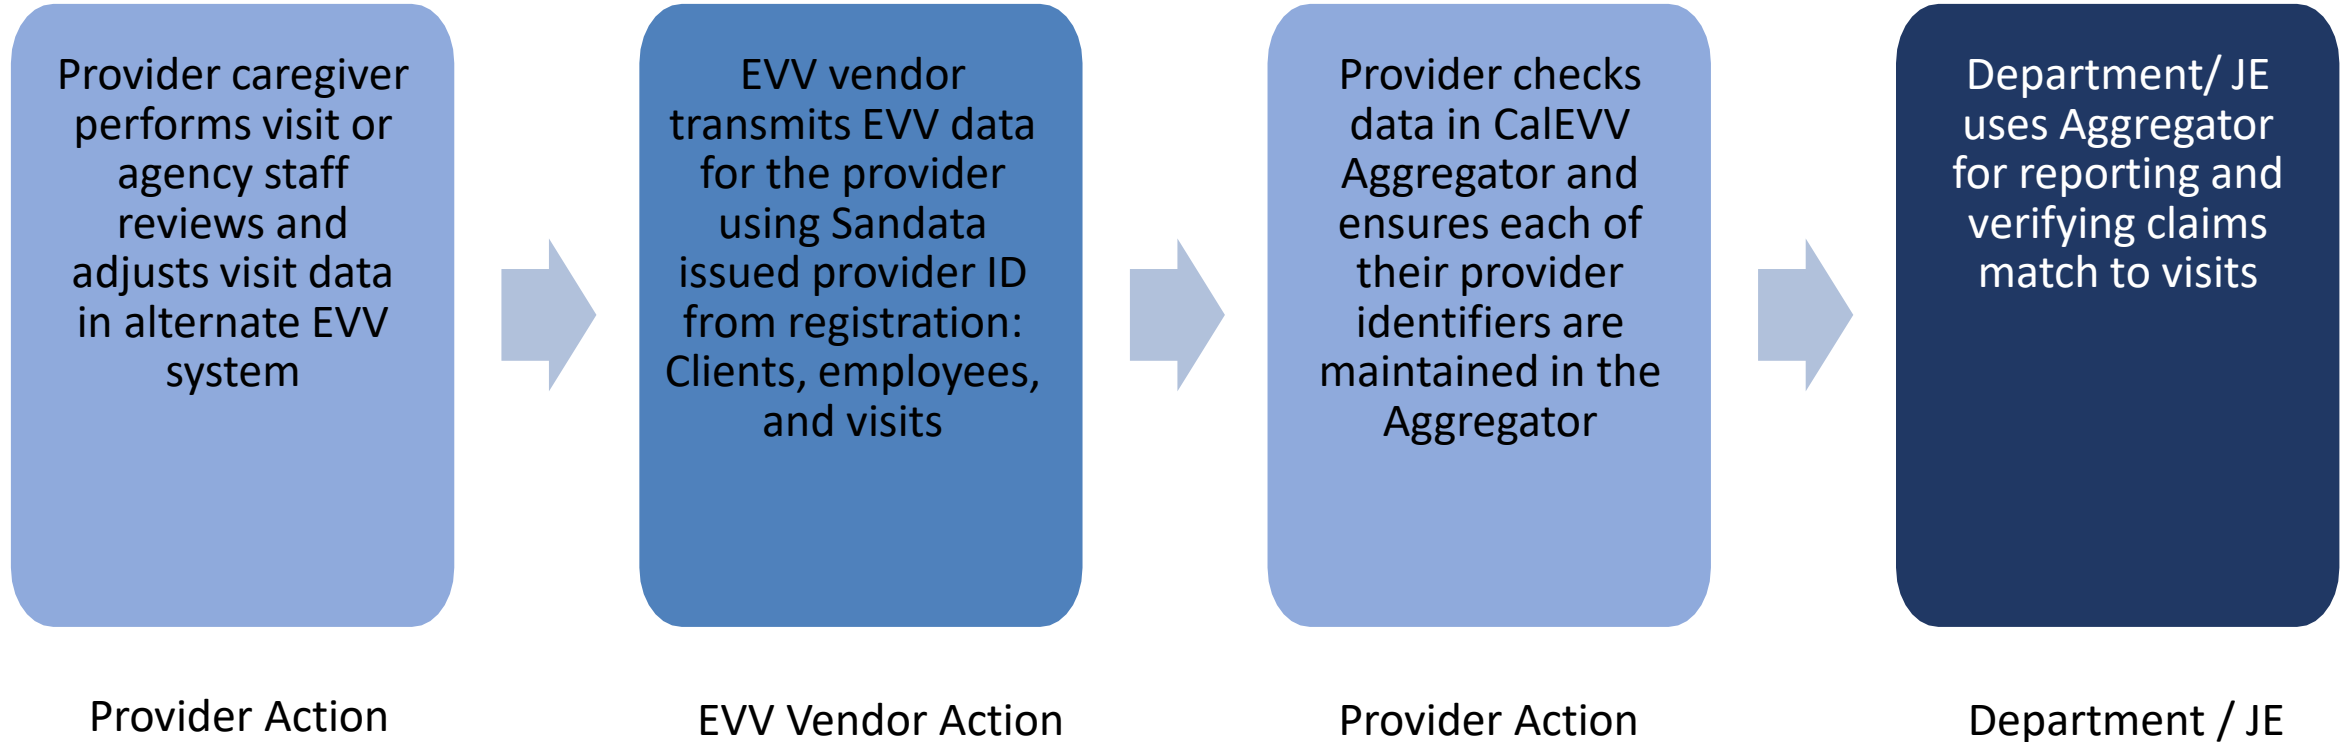 Provider caregiver
performs visit or
agency staff
reviews and
adjusts visit data
in alternate EVV
system
EVV vendor
transmits EVV data
for the provider
using Sandata
issued provider ID
from registration:
Clients, employees,
and visits
Provider checks
data in CalEVV
Aggregator and
ensures each of
their provider
identifiers are
maintained in the
Aggregator
Department/ JE
uses Aggregator
for reporting and
verifying claims
match to visits
Provider Action
EVV Vendor Action
Provider Action
Department / JE